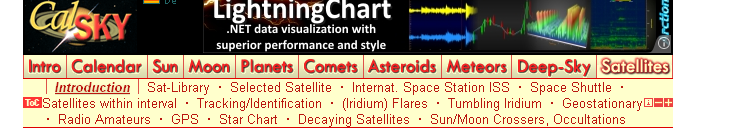 De
CalSKY
LightningChart
.NET data visualization with
superior performance and style
Intro Calendar Sun Moon Planets Comets Asteroids Meteors Deep-Sky Satellites
Introduction | Sat-Library · Selected Satellite · Internat. Space Station ISS · Space Shuttle ·
ToC Satellites within interval · Tracking/Identification · (Iridium) Flares · Tumbling Iridium · Geostationary
· Radio Amateurs · GPS · Star Chart · Decaying Satellites · Sun/Moon Crossers, Occultations